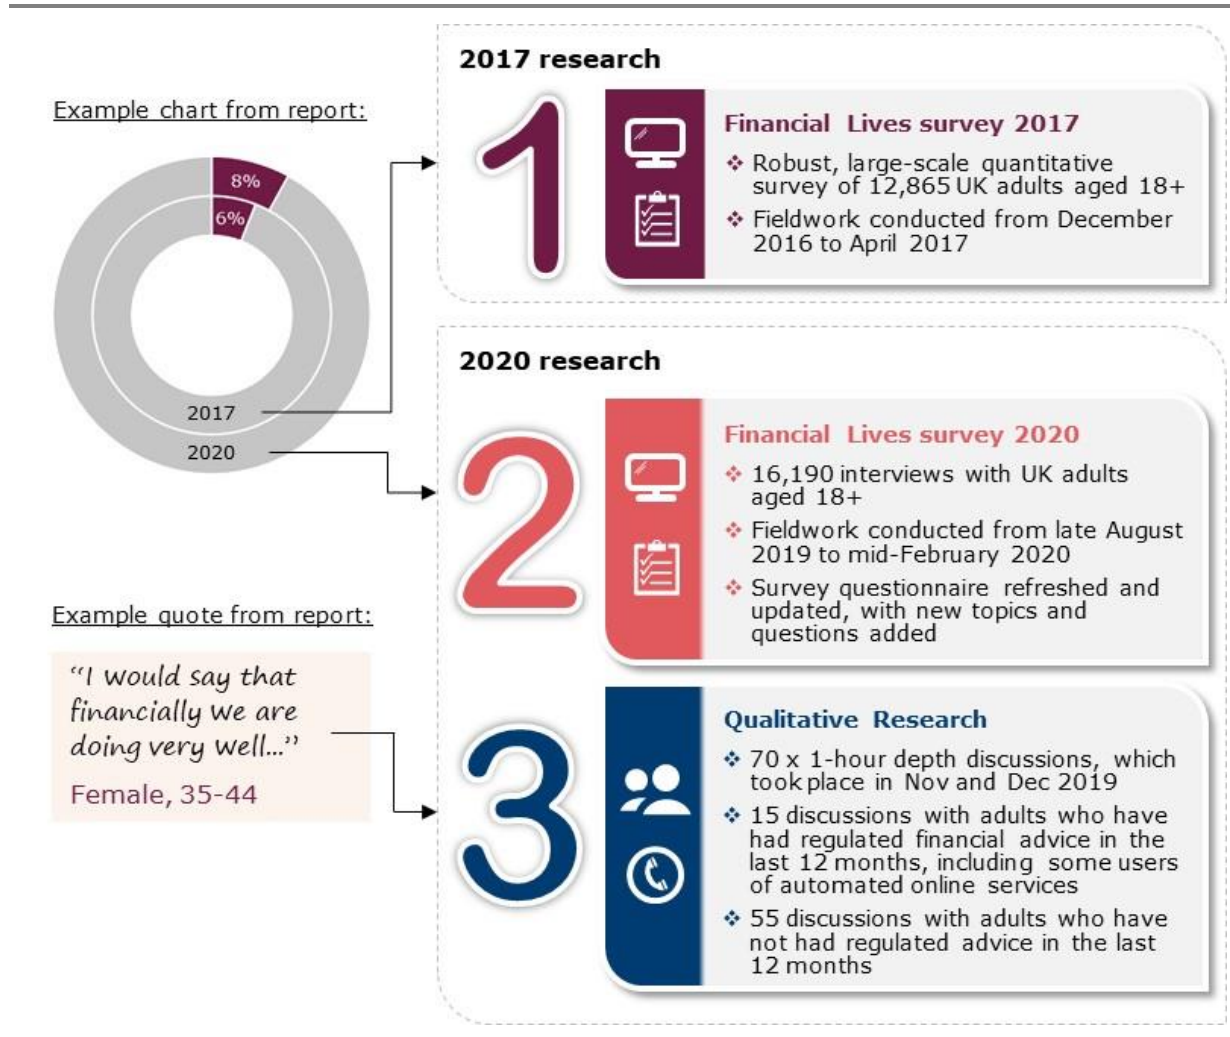 2017 research
Example chart from report:
8%
6%
2017
2020
1
Financial Lives survey 2017
❖ Robust, large-scale quantitative
survey of 12,865 UK adults aged 18+
❖ Fieldwork conducted from December
2016 to April 2017
2020 research
2
Financial Lives survey 2020
❖ 16,190 interviews with UK adults
aged 18+
❖ Fieldwork conducted from late August
2019 to mid-February 2020
❖ Survey questionnaire refreshed and
updated, with new topics and
questions added
Example quote from report:
“I would say that
financially we are
doing very well...”
Female, 35-44
3
Qualitative Research
❖ 70 x 1-hour depth discussions, which
took place in Nov and Dec 2019
❖ 15 discussions with adults who have
had regulated financial advice in the
last 12 months, including some users
of automated online services
❖ 55 discussions with adults who have
not had regulated advice in the last
12 months